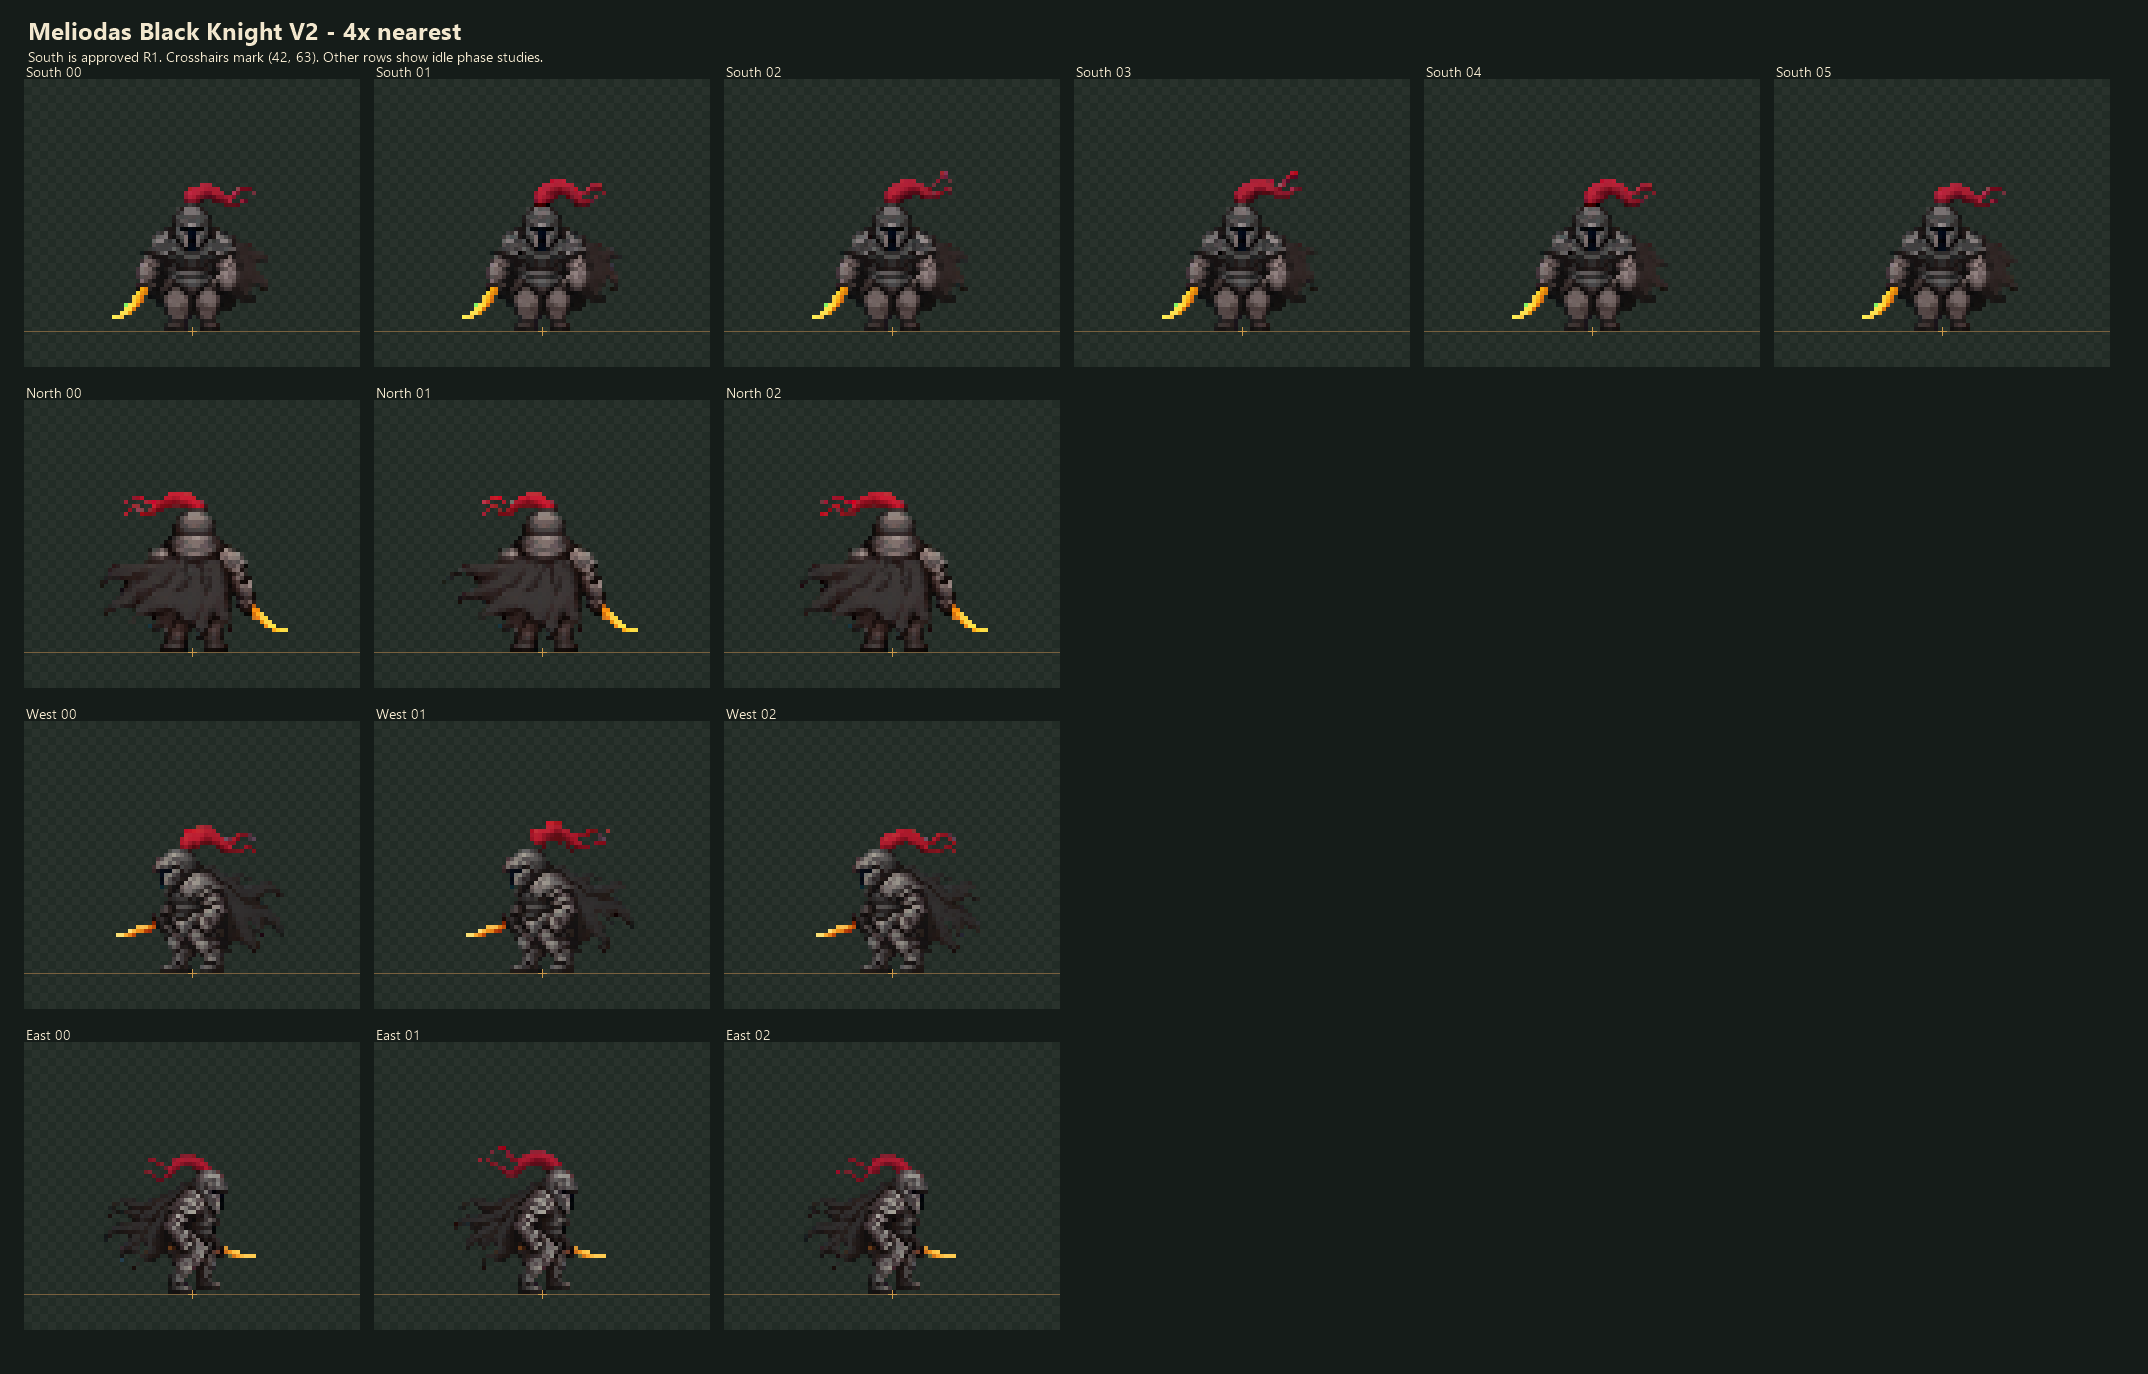 Meliodas Black Knight V2 - 4x nearest
South is approved R1. Crosshairs mark (42, 63). Other rows show idle phase studies.
South 00 South 01 South 02 South 03 South 04 South 05
North 00 North 01 North 02
West 00 West 01 West 02
East 00 East 01 East 02